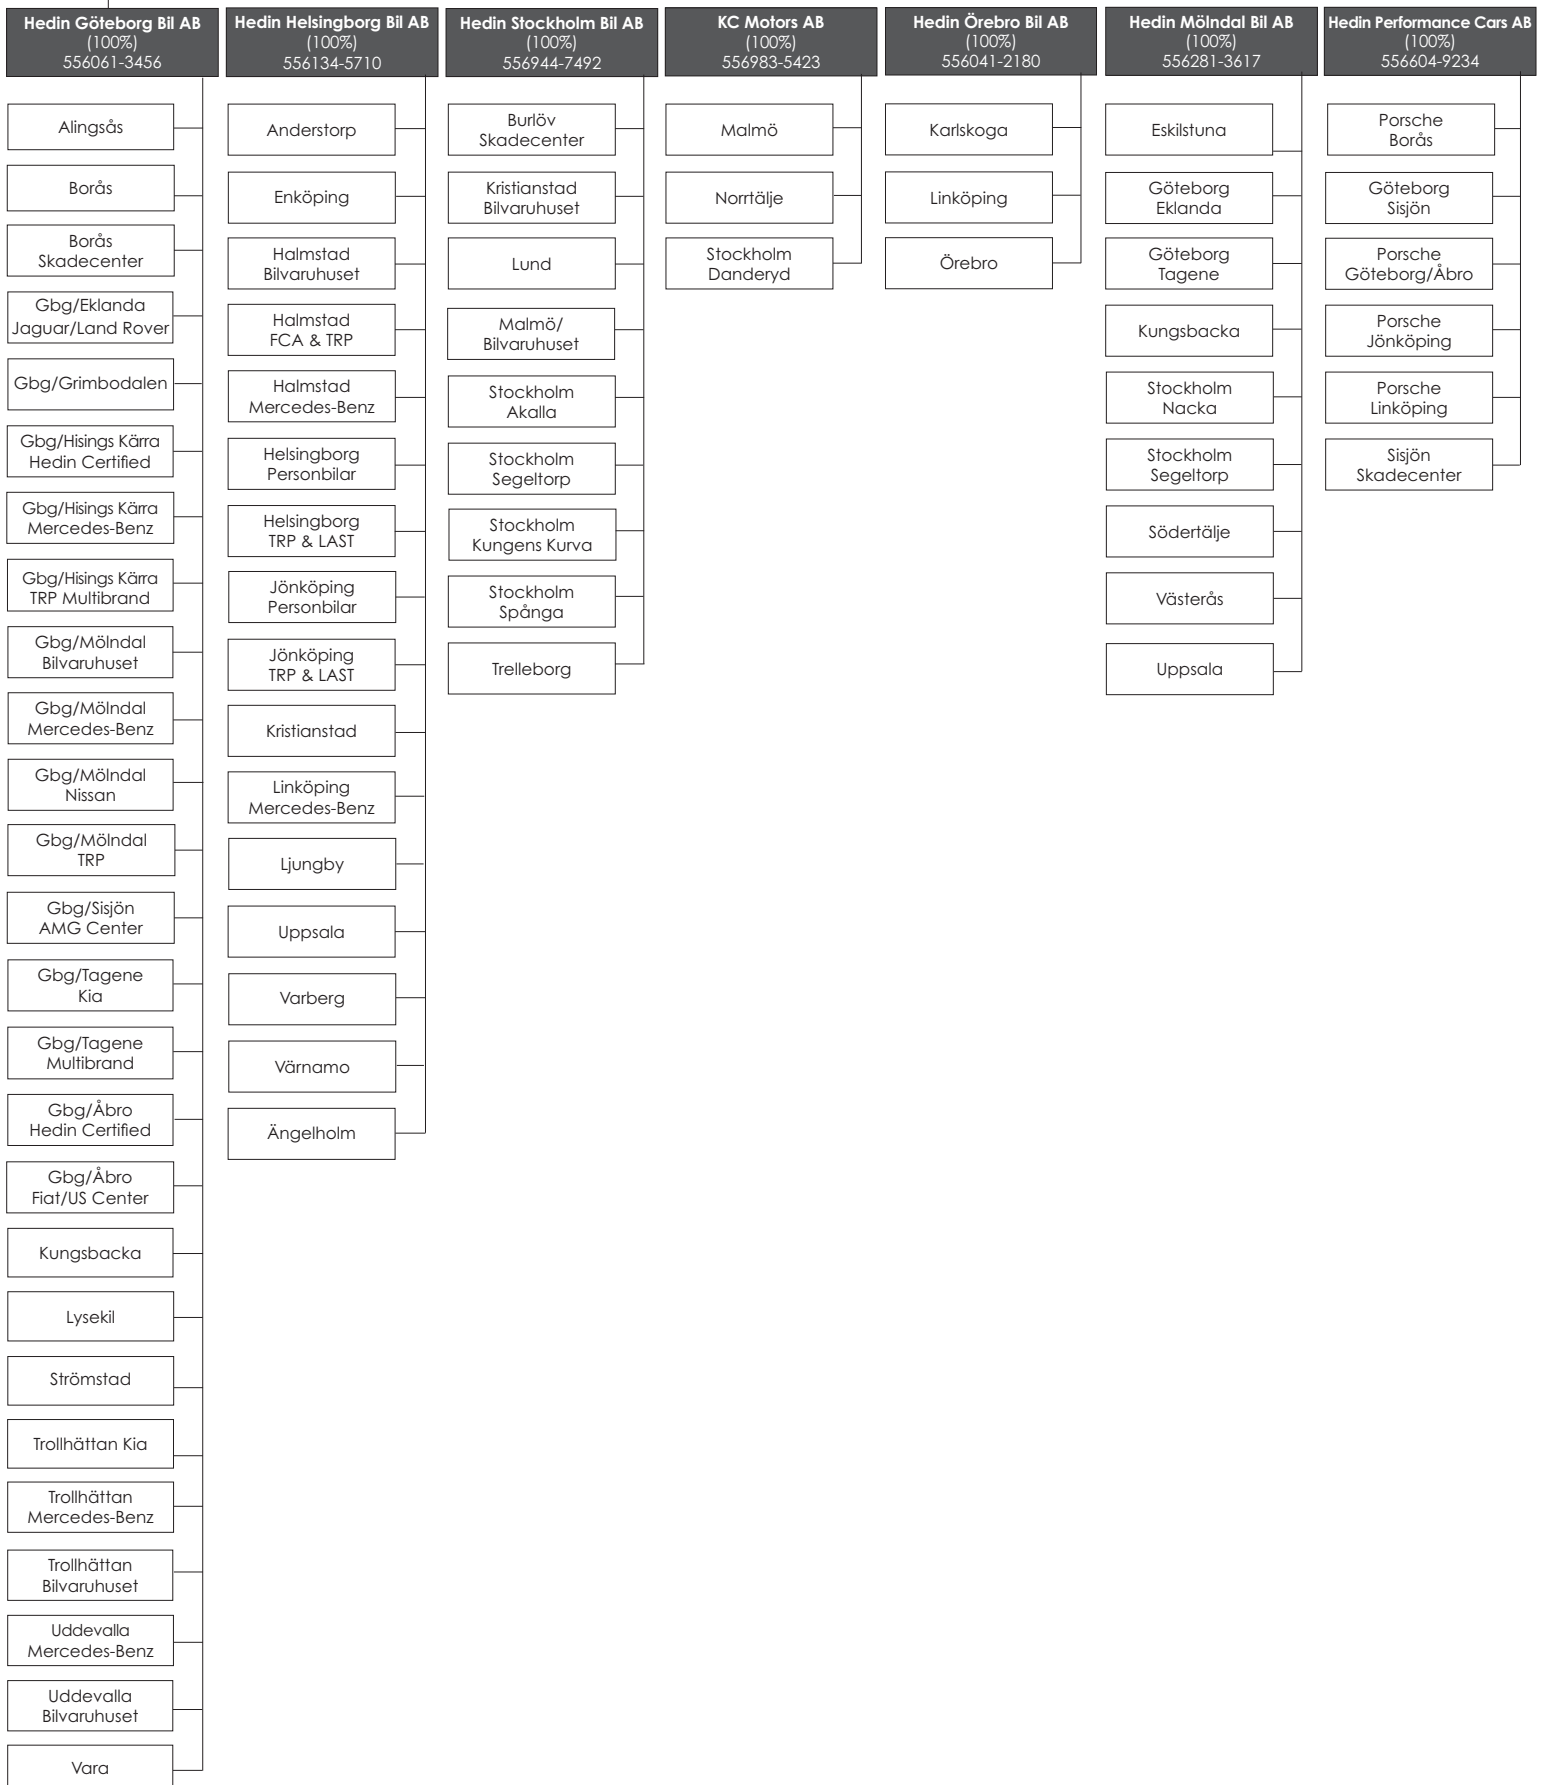 Hedin Göteborg Bil AB
(100%)
556061-3456
Alingsås
Borås
Borås
Skadecenter
Gbg/Eklanda
Jaguar/Land Rover
Gbg/Grimbodalen
Gbg/Hisings Kärra
Hedin Certified
Gbg/Hisings Kärra
Mercedes-Benz
Gbg/Hisings Kärra
TRP Multibrand
Gbg/Mölndal
Bilvaruhuset
Gbg/Mölndal
Mercedes-Benz
Gbg/Mölndal
Nissan
Gbg/Mölndal
TRP
Gbg/Sisjön
AMG Center
Gbg/Tagene
Kia
Gbg/Tagene
Multibrand
Gbg/Åbro
Hedin Certified
Gbg/Åbro
Fiat/US Center
Kungsbacka
Lysekil
Strömstad
Trollhättan Kia
Trollhättan
Mercedes-Benz
Trollhättan
Bilvaruhuset
Uddevalla
Mercedes-Benz
Uddevalla
Bilvaruhuset
Vara
Hedin Helsingborg Bil AB
(100%)
556134-5710
Anderstorp
Enköping
Halmstad
Bilvaruhuset
Halmstad
FCA & TRP
Halmstad
Mercedes-Benz
Helsingborg
Personbilar
Helsingborg
TRP & LAST
Jönköping
Personbilar
Jönköping
TRP & LAST
Kristianstad
Linköping
Mercedes-Benz
Ljungby
Uppsala
Varberg
Värnamo
Ängelholm
Hedin Stockholm Bil AB
(100%)
556944-7492
Burlöv
Skadecenter
Kristianstad
Bilvaruhuset
Lund
Malmö/
Bilvaruhuset
Stockholm
Akalla
Stockholm
Segeltorp
Stockholm
Kungens Kurva
Stockholm
Spånga
Trelleborg
KC Motors AB
(100%)
556983-5423
Malmö
Norrtälje
Stockholm
Danderyd
Hedin Örebro Bil AB
(100%)
556041-2180
Karlskoga
Linköping
Örebro
Hedin Mölndal Bil AB
(100%)
556281-3617
Eskilstuna
Göteborg
Eklanda
Göteborg
Tagene
Kungsbacka
Stockholm
Nacka
Stockholm
Segeltorp
Södertälje
Västerås
Uppsala
Hedin Performance Cars AB
(100%)
556604-9234
Porsche
Borås
Göteborg
Sisjön
Porsche
Göteborg/Åbro
Porsche
Jönköping
Porsche
Linköping
Sisjön
Skadecenter